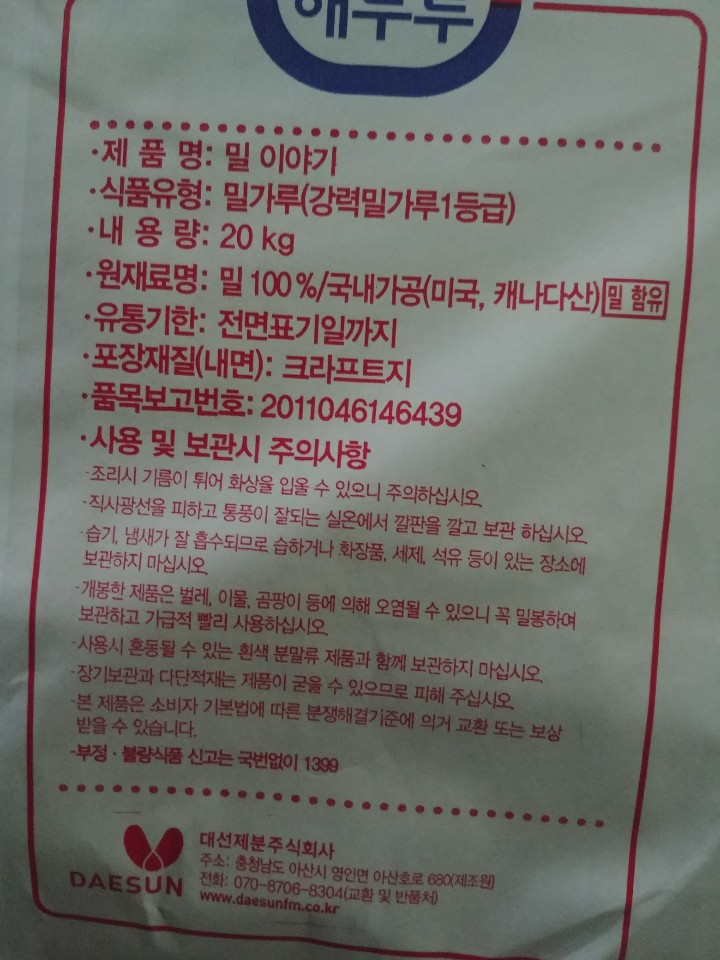 해두루
·제 품 명: 밀 이야기
·식품유형: 밀가루(강력밀가루1등급)
·내 용 량: 20 kg
·원재료명: 밀 100 %/국내가공(미국, 캐나다산) 밀 함유
·유통기한: 전면표기일까지
·포장재질(내면): 크라프트지
·품목보고번호: 2011046146439
·사용 및 보관시 주의사항
-조리시 기름이 튀어 화상을 입을 수 있으니 주의하십시오.
-직사광선을 피하고 통풍이 잘되는 실온에서 깔판을 깔고 보관 하십시오.
-습기, 냄새가 잘 흡수되므로 습하거나 화장품, 세제, 석유 등이 있는 장소에
보관하지 마십시오.
-개봉한 제품은 벌레, 이물, 곰팡이 등에 의해 오염될 수 있으니 꼭 밀봉하여
보관하고 가급적 빨리 사용하십시오.
-사용시 혼동될 수 있는 흰색 분말류 제품과 함께 보관하지 마십시오.
-장기보관과 다단적재는 제품이 굳을 수 있으므로 피해 주십시오.
-본 제품은 소비자 기본법에 따른 분쟁해결기준에 의거 교환 또는 보상
받을 수 있습니다.
-부정·불량식품 신고는 국번없이 1399
DAESUN
대선제분주식회사
주소: 충청남도 아산시 영인면 아산호로 680(제조원)
전화: 070-8706-8304(교환 및 반품처)
www.daesunfm.co.kr